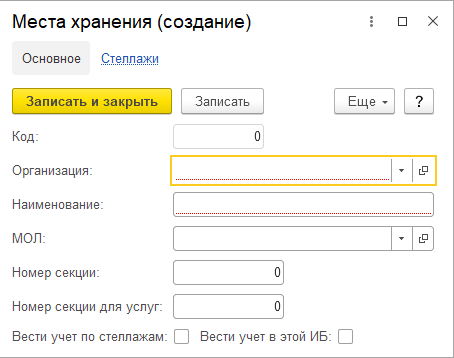 Места хранения (создание)
Основное Стеллажи
Записать и закрыть Записать Еще ?
Код: 0
Организация:
Наименование:
МОЛ:
Номер секции: 0
Номер секции для услуг: 0
Вести учет по стеллажам: Вести учет в этой ИБ: